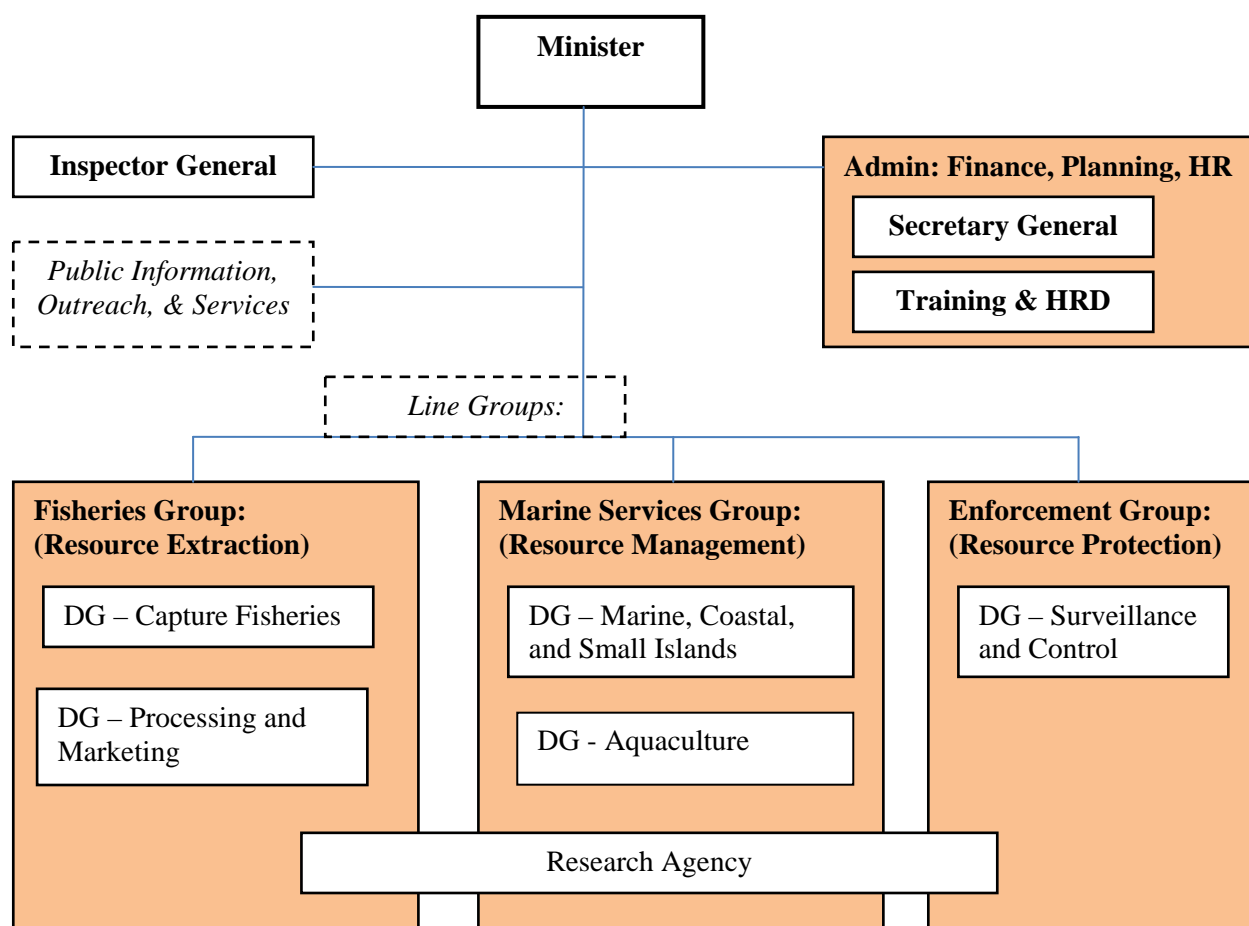 Minister
Inspector General
Admin: Finance, Planning, HR
Secretary General
Training & HRD
Public Information,
Outreach, & Services
Line Groups:
Fisheries Group:
(Resource Extraction)
DG – Capture Fisheries
DG – Processing and
Marketing
Marine Services Group:
(Resource Management)
DG – Marine, Coastal,
and Small Islands
DG - Aquaculture
Enforcement Group:
(Resource Protection)
DG – Surveillance
and Control
Research Agency